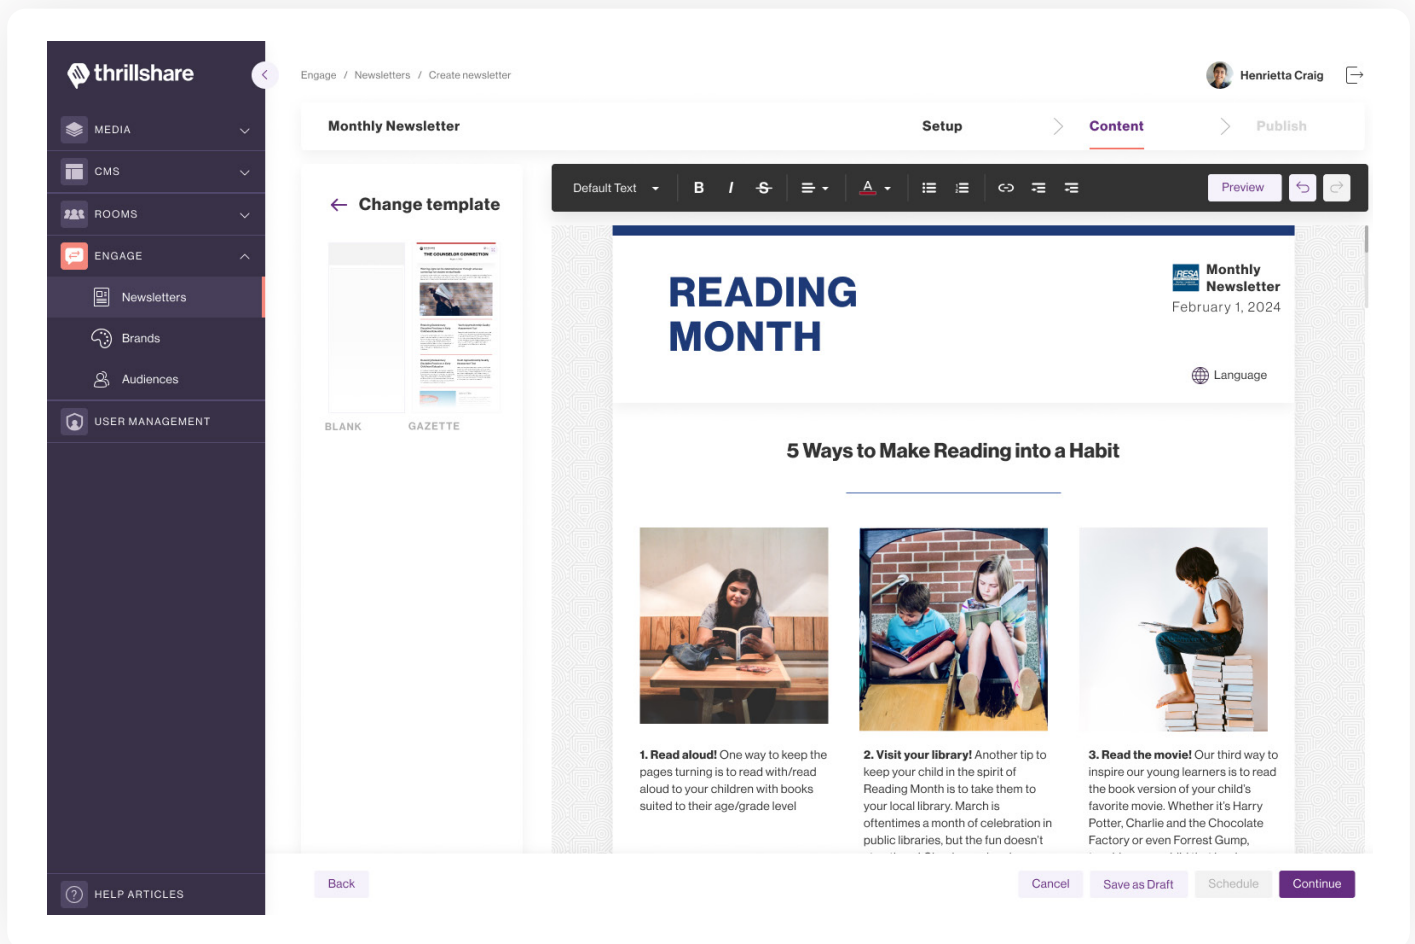 thrillshare
MEDIA
CMS
ROOMS
ENGAGE
Newsletters
Brands
Audiences
USER MANAGEMENT
HELP ARTICLES
Engage / Newsletters / Create newsletter
Henrietta Craig
Monthly Newsletter
Setup
Content
Publish
Change template
THE COUNSELOR CONNECTION
BLANK
GAZETTE
Default Text
B
I
S
A
Preview
READING
MONTH
RESA
Monthly
Newsletter
February 1, 2024
Language
5 Ways to Make Reading into a Habit
1. Read aloud! One way to keep the
pages turning is to read with/read
aloud to your children with books
suited to their age/grade level
2. Visit your library! Another tip to
keep your child in the spirit of
Reading Month is to take them to
your local library. March is
oftentimes a month of celebration in
public libraries, but the fun doesn't
3. Read the movie! Our third way to
inspire our young learners is to read
the book version of your child's
favorite movie. Whether it's Harry
Potter, Charlie and the Chocolate
Factory or even Forrest Gump,
Back
Cancel
Save as Draft
Schedule
Continue